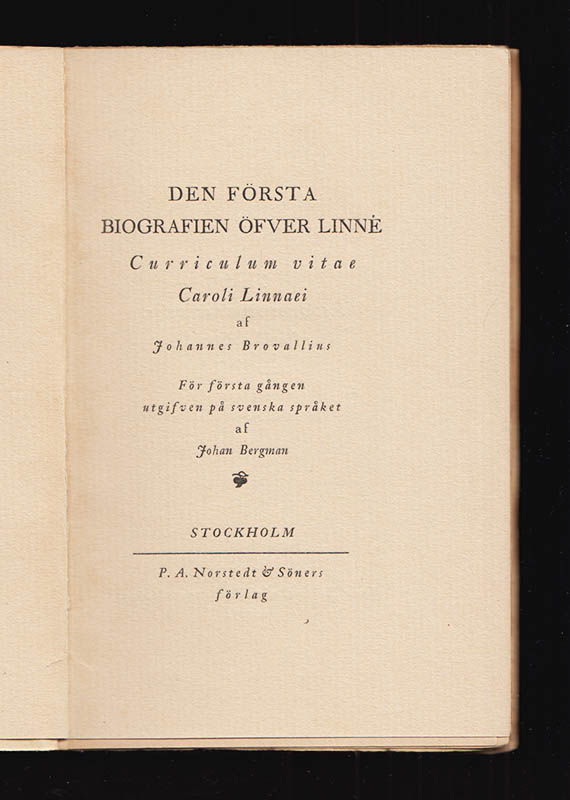 DEN FÖRSTA
BIOGRAFIEN ÖFVER LINNÉ
Curriculum vitae
Caroli Linnaei
af
Johannes Brovallius
För första gången
utgifven på svenska språket
af
Johan Bergman
STOCKHOLM
P. A. Norstedt & Söners
förlag